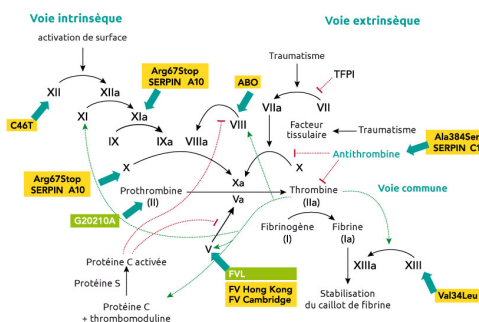 Voie intrinsèque
Voie extrinsèque
activation de surface
Traumatisme
Arg67Stop
SERPIN A10
ABO
TFPI
XII
XIIa
VIIa
VII
C46T
XI
XIa
VIII
Facteur
tissulaire
Traumatisme
Ala384Ser
SERPIN C1
IX
IXa
VIIIa
Antithrombine
Arg67Stop
SERPIN A10
X
X
Xa
Va
Voie commune
Prothrombine
(II)
Thrombine
(IIa)
G20210A
Fibrinogène
(I)
Fibrine
(Ia)
V
Protéine C activée
FVL
FV Hong Kong
FV Cambridge
XIIIa
XIII
Protéine S
Stabilisation
du caillot de fibrine
Val34Leu
Protéine C
+ thrombomoduline